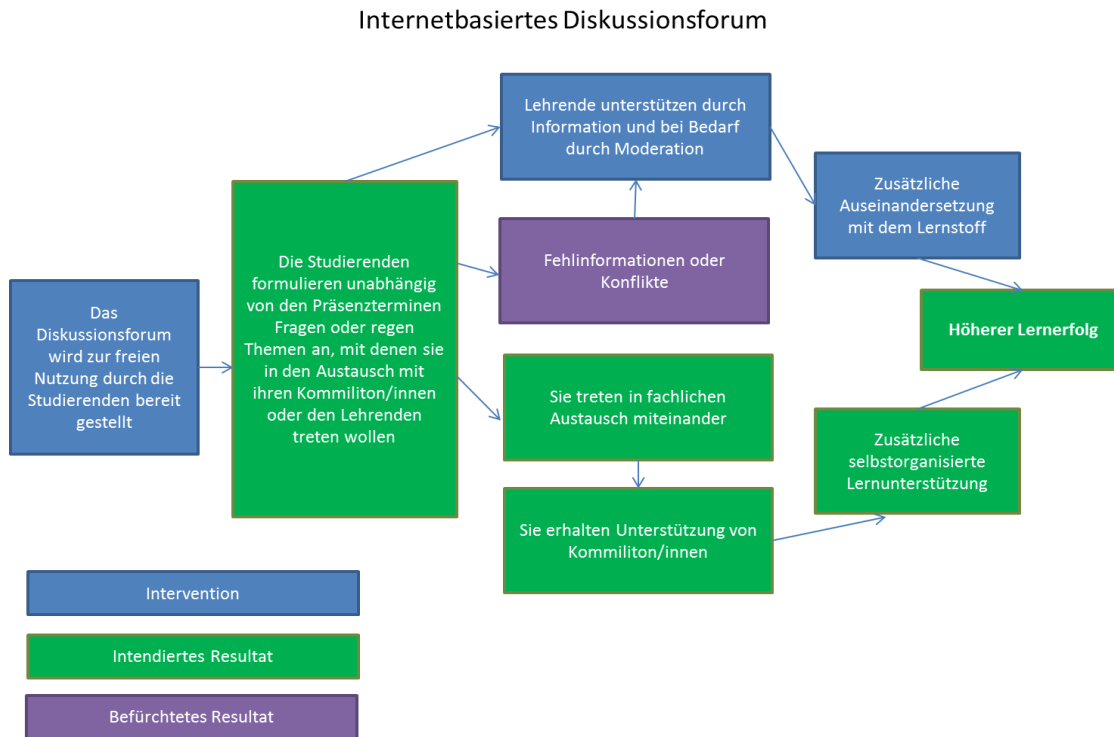 Internetbasiertes Diskussionsforum
Lehrende unterstützen durch
Information und bei Bedarf
durch Moderation
Zusätzliche
Auseinandersetzung
mit dem Lernstoff
Die Studierenden
formulieren unabhängig
von den Präsenzterminen
Fragen oder regen
Themen an, mit denen sie
in den Austausch mit
ihren Kommiliton/innen
oder den Lehrenden
treten wollen
Fehlinformationen oder
Konflikte
Das
Diskussionsforum
wird zur freien
Nutzung durch die
Studierenden bereit
gestellt
Höherer Lernerfolg
Sie treten in fachlichen
Austausch miteinander
Zusätzliche
selbstorganisierte
Lernunterstützung
Sie erhalten Unterstützung von
Kommiliton/innen
Intervention
Intendiertes Resultat
Befürchtetes Resultat